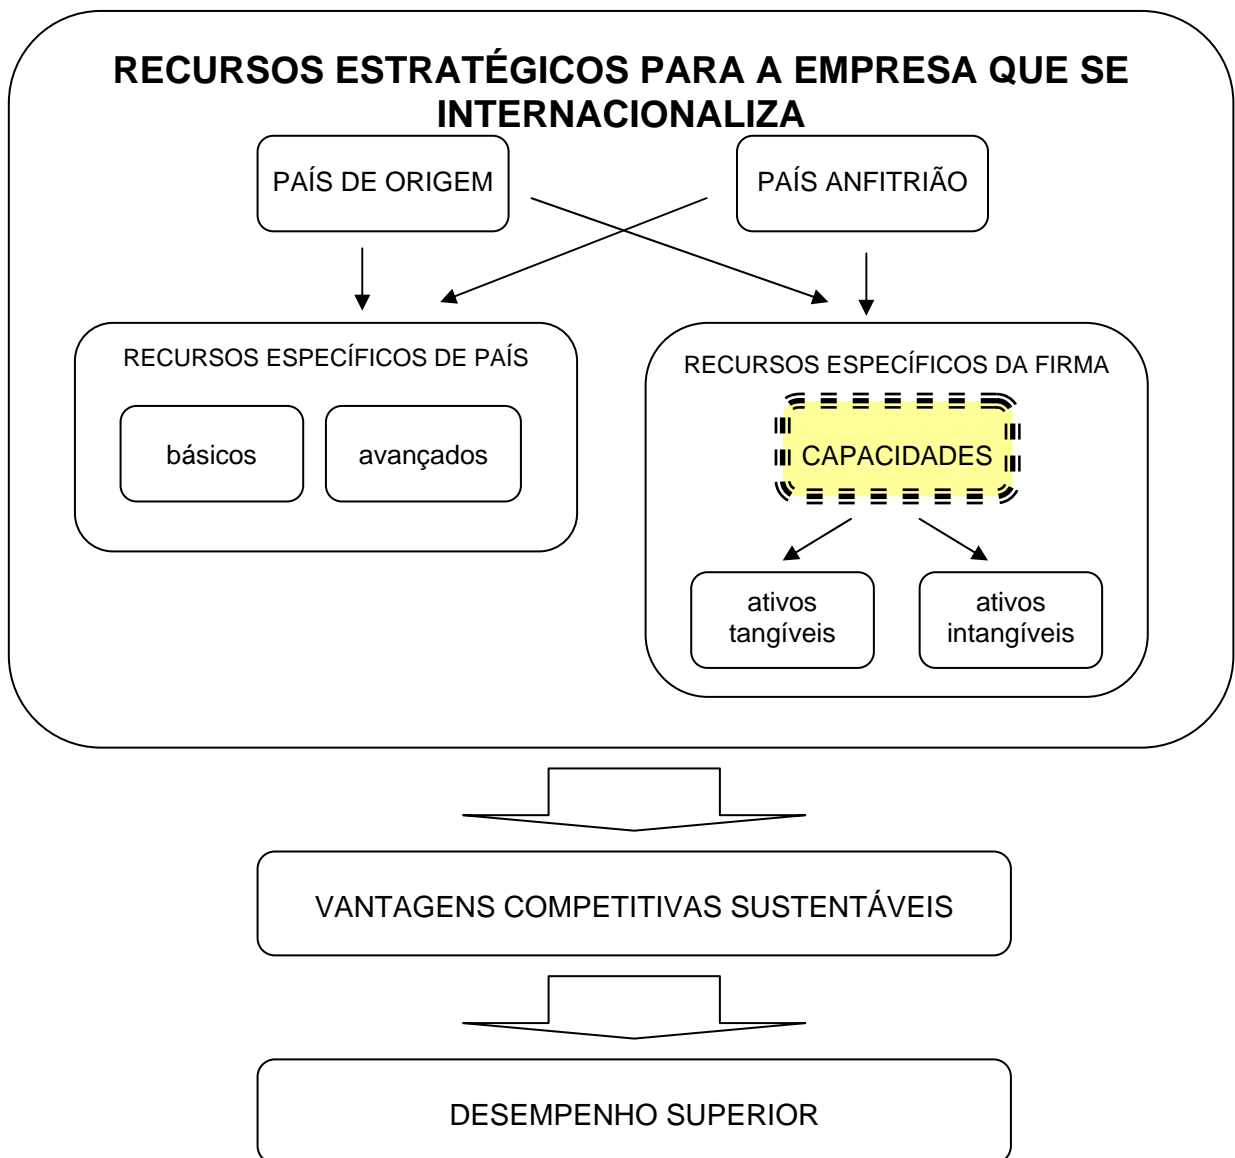 RECURSOS ESTRATÉGICOS PARA A EMPRESA QUE SE
INTERNACIONALIZA
PAÍS DE ORIGEM
PAÍS ANFITRIÃO
RECURSOS ESPECÍFICOS DE PAÍS
básicos
avançados
RECURSOS ESPECÍFICOS DA FIRMA
CAPACIDADES
ativos
tangíveis
ativos
intangíveis
VANTAGENS COMPETITIVAS SUSTENTÁVEIS
DESEMPENHO SUPERIOR